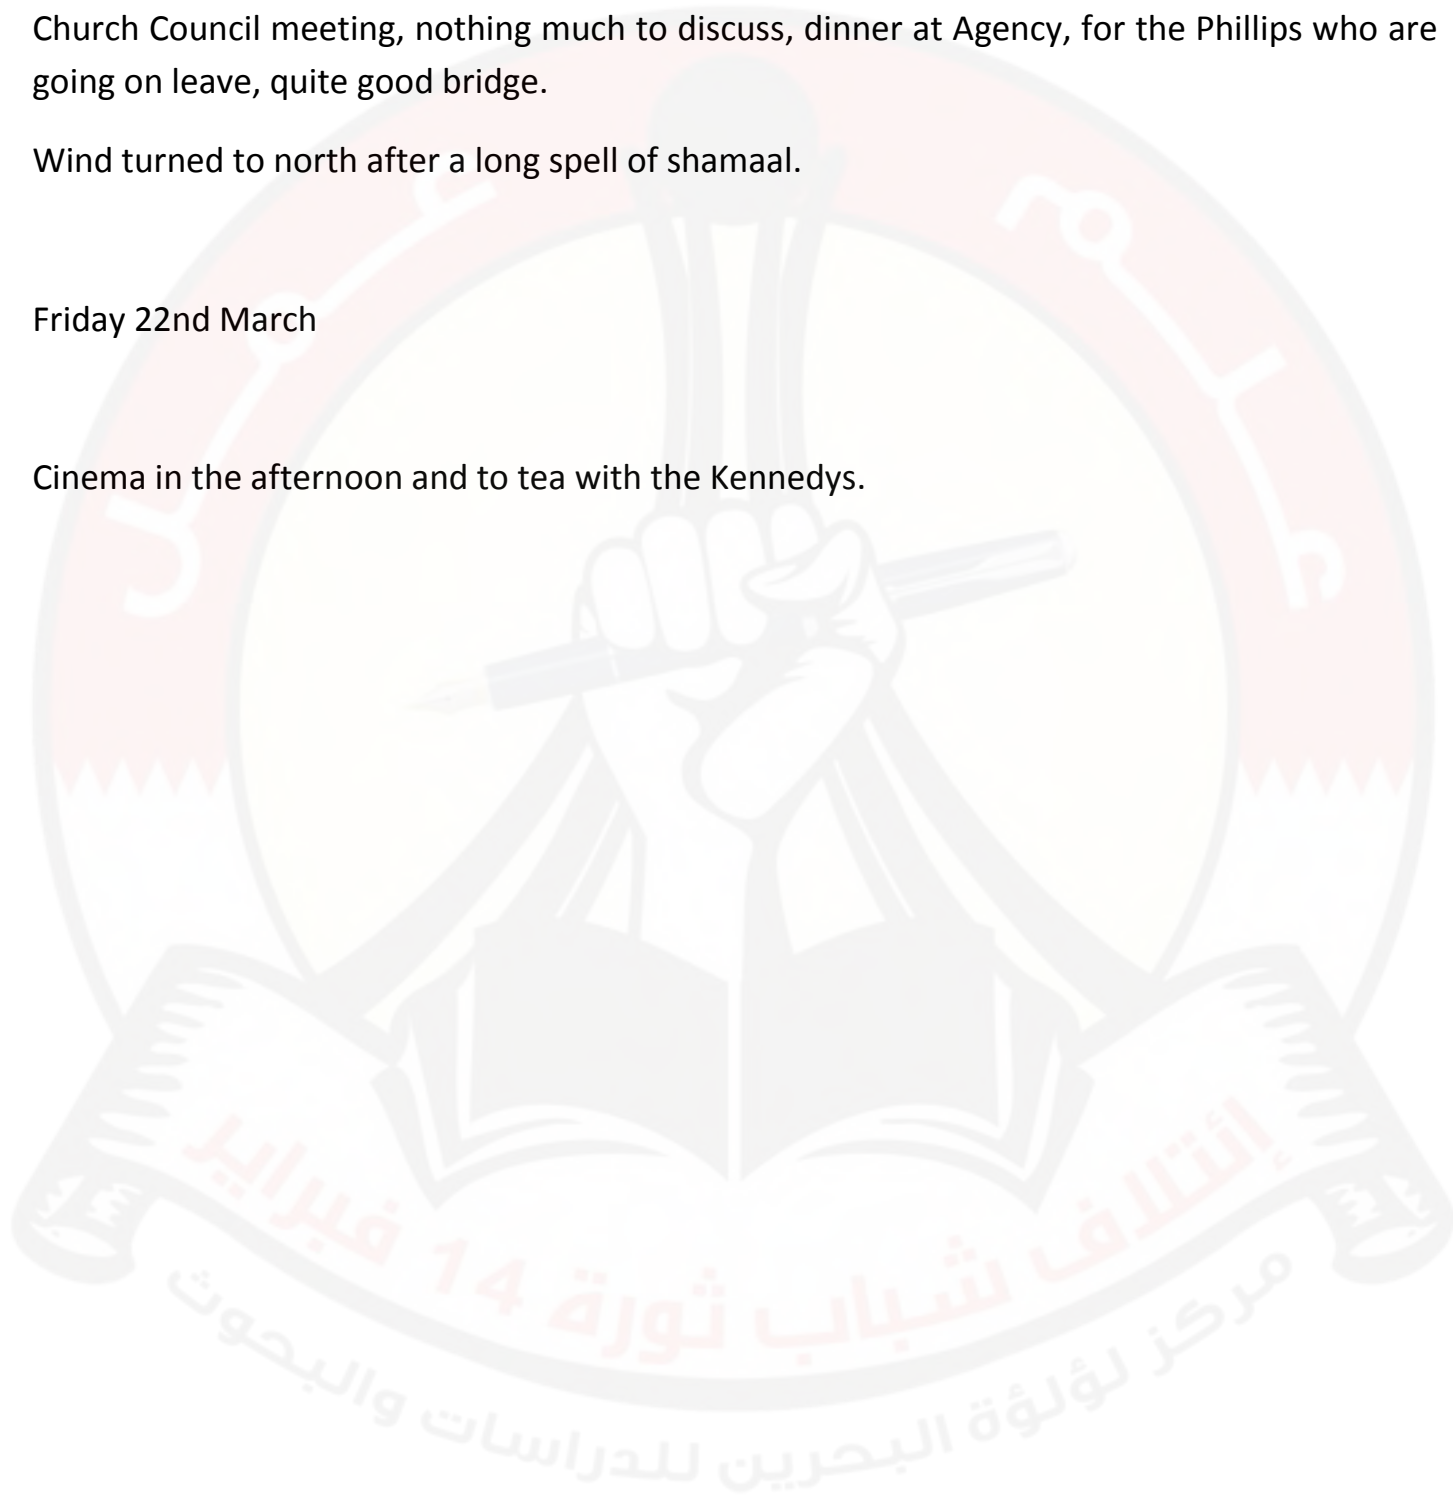 Church Council meeting, nothing much to discuss, dinner at Agency, for the Phillips who are
going on leave, quite good bridge.
Wind turned to north after a long spell of shamaal.
Friday 22nd March
Cinema in the afternoon and to tea with the Kennedys.
إئتلاف شباب ثورة 14 فبراير
مركز لؤلؤة البحرين للدراسات والبحوث